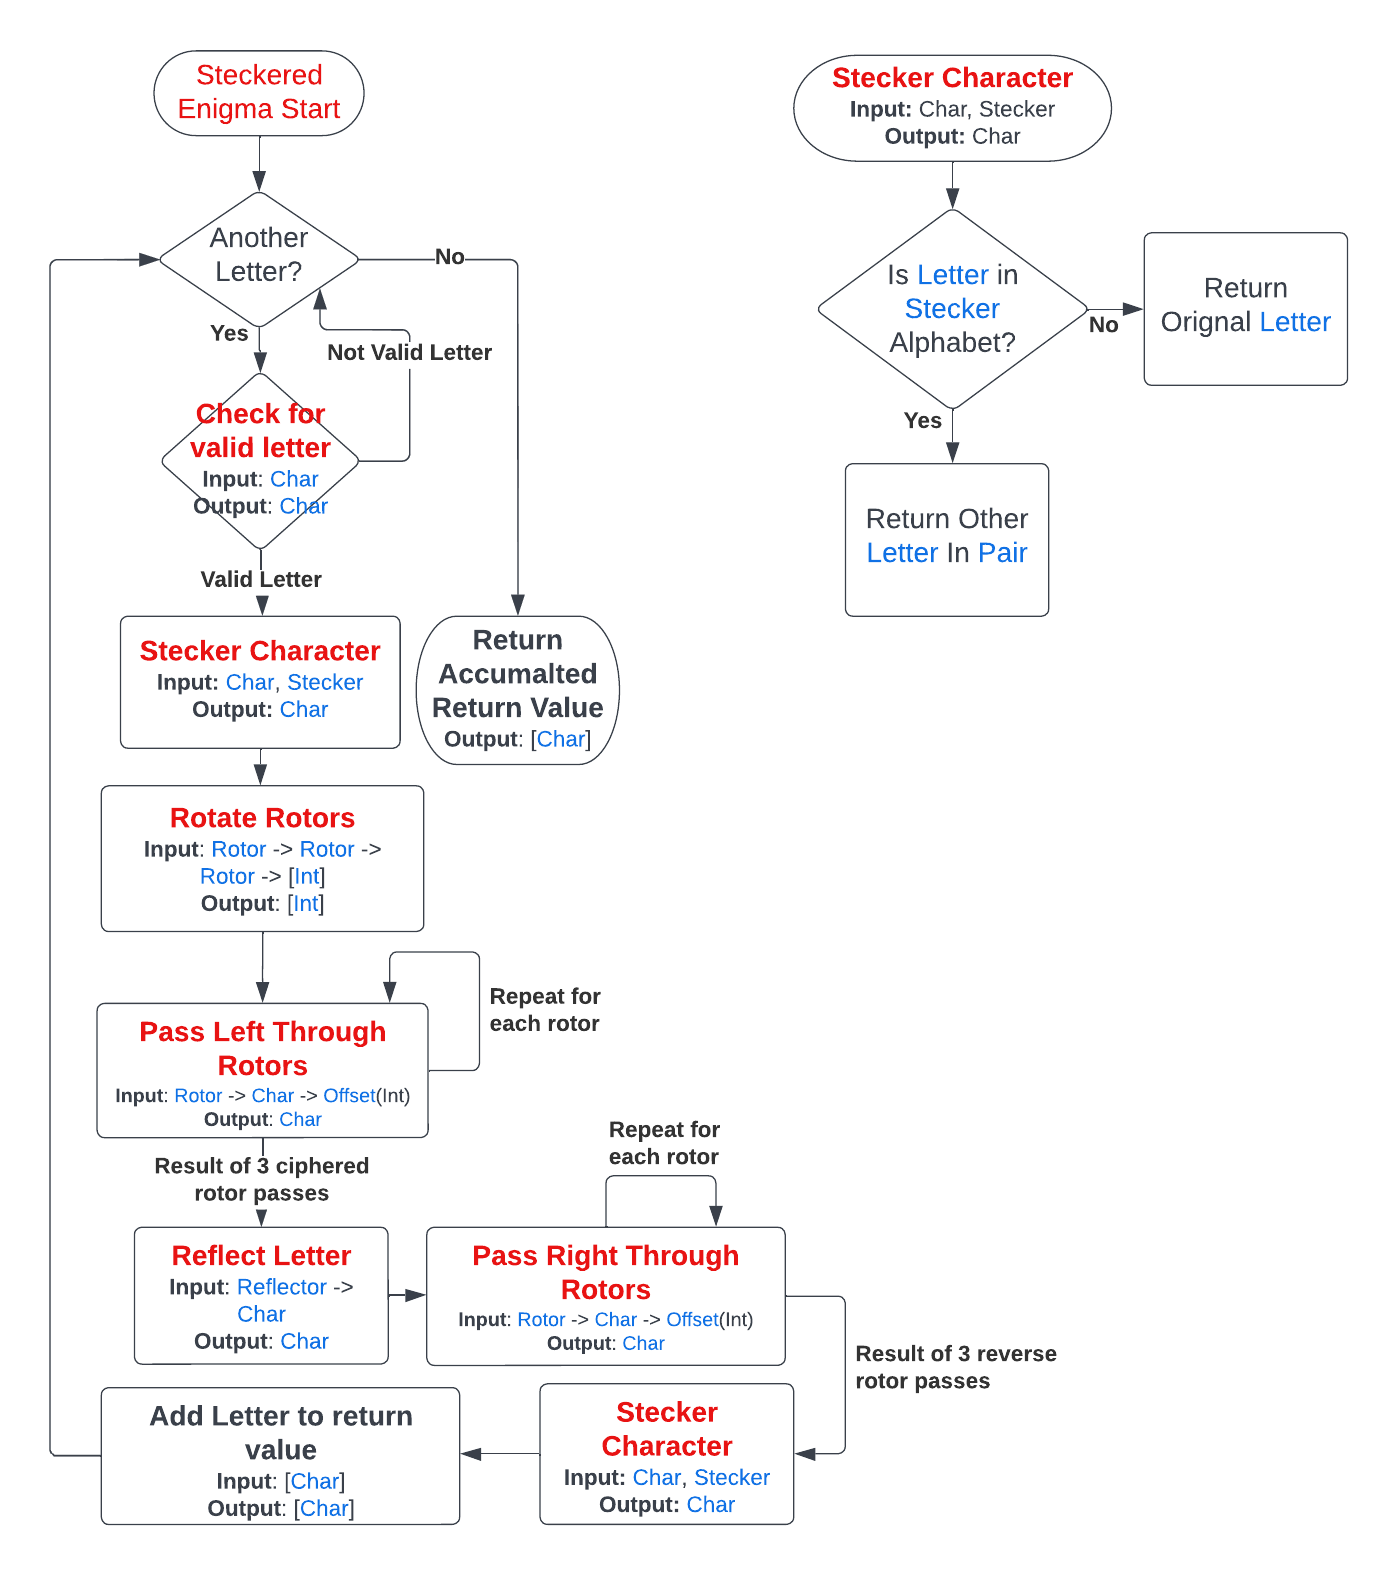 Steckered
Enigma Start
Another
Letter?
No
Yes
Not Valid Letter
Check for
valid letter
Input: Char
Output: Char
Valid Letter
Stecker Character
Input: Char, Stecker
Output: Char
Return
Accumalted
Return Value
Output: [Char]
Rotate Rotors
Input: Rotor -> Rotor ->
Rotor -> [Int]
Output: [Int]
Repeat for
each rotor
Pass Left Through
Rotors
Input: Rotor -> Char -> Offset(Int)
Output: Char
Result of 3 ciphered
rotor passes
Reflect Letter
Input: Reflector ->
Char
Output: Char
Repeat for
each rotor
Pass Right Through
Rotors
Input: Rotor -> Char -> Offset(Int)
Output: Char
Result of 3 reverse
rotor passes
Stecker
Character
Input: Char, Stecker
Output: Char
Add Letter to return
value
Input: [Char]
Output: [Char]
Stecker Character
Input: Char, Stecker
Output: Char
Is Letter in
Stecker
Alphabet?
No
Return
Orignal Letter
Yes
Return Other
Letter In Pair